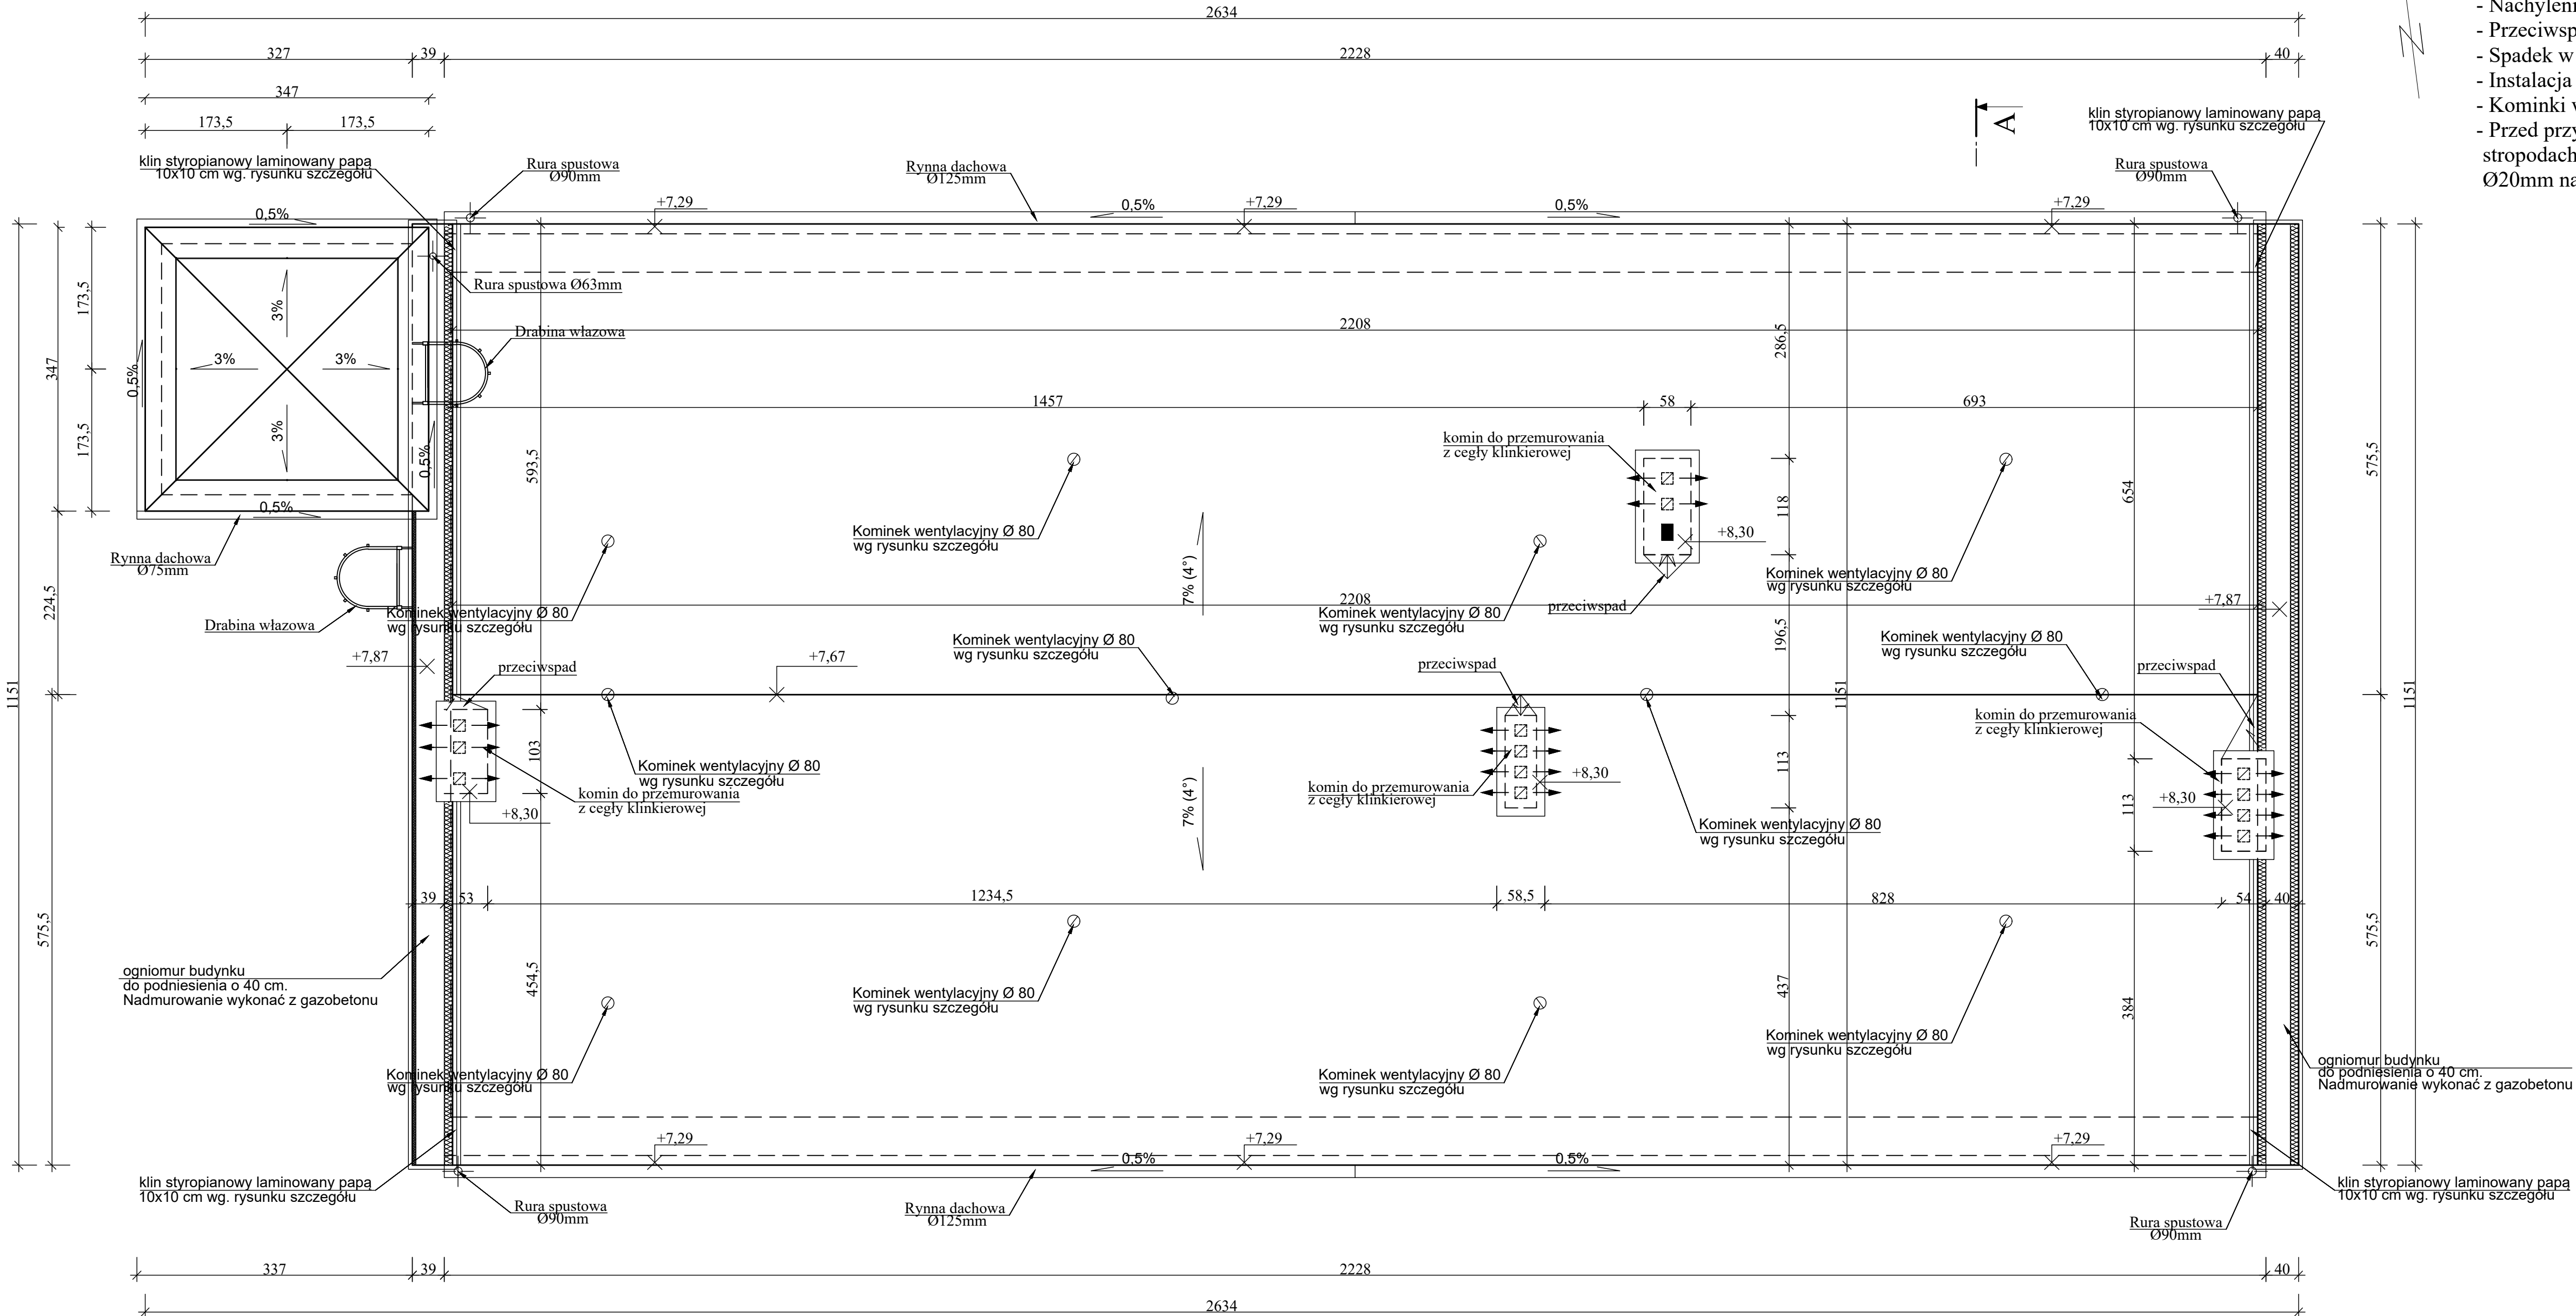 2634
327
39
2228
40
347
173,5
173,5
- Przeciwsp
- Spadek w
- Instalacja
- Kominki w
- Przed przy
stropodach
Ø20mm na
A
klin styropianowy laminowany papą
10x10 cm wg. rysunku szczegółu
Rura spustowa
Ø90mm
Rynna dachowa
Ø125mm
klin styropianowy laminowany papą
10x10 cm wg. rysunku szczegółu
Rura spustowa
Ø90mm
0,5%
+7,29
0,5%
+7,29
0,5%
+7,29
Rura spustowa Ø63mm
Drabina włazowa
173,5
347
173,5
3%
3%
3%
3%
0,5%
0,5%
0,5%
2208
286,5
1457
58
693
593,5
komin do przemurowania
z cegły klinkierowej
118
654
575,5
+8,30
Kominek wentylacyjny Ø 80
wg rysunku szczegółu
Rynna dachowa
Ø75mm
7% (4°)
Kominek wentylacyjny Ø 80
wg rysunku szczegółu
224,5
Drabina włazowa
Kominek wentylacyjny Ø 80
wg rysunku szczegółu
2208
Kominek wentylacyjny Ø 80
wg rysunku szczegółu
przeciwspad
+7,87
196,5
Kominek wentylacyjny Ø 80
wg rysunku szczegółu
Kominek wentylacyjny Ø 80
wg rysunku szczegółu
+7,87
przeciwspad
+7,67
przeciwspad
przeciwspad
1151
1151
1151
103
komin do przemurowania
z cegły klinkierowej
Kominek wentylacyjny Ø 80
wg rysunku szczegółu
komin do przemurowania
z cegły klinkierowej
+8,30
7% (4°)
komin do przemurowania
z cegły klinkierowej
+8,30
113
+8,30
113
Kominek wentylacyjny Ø 80
wg rysunku szczegółu
39
53
1234,5
58,5
828
54
40
575,5
575,5
454,5
437
384
ogniomur budynku
do podniesienia o 40 cm.
Nadmurowanie wykonać z gazobetonu
Kominek wentylacyjny Ø 80
wg rysunku szczegółu
Kominek wentylacyjny Ø 80
wg rysunku szczegółu
Kominek wentylacyjny Ø 80
wg rysunku szczegółu
Kominek wentylacyjny Ø 80
wg rysunku szczegółu
ogniomur budynku
do podniesienia o 40 cm.
Nadmurowanie wykonać z gazobetonu
+7,29
0,5%
+7,29
0,5%
+7,29
klin styropianowy laminowany papą
10x10 cm wg. rysunku szczegółu
Rura spustowa
Ø90mm
Rynna dachowa
Ø125mm
klin styropianowy laminowany papą
10x10 cm wg. rysunku szczegółu
Rura spustowa
Ø90mm
337
39
2228
40
2634